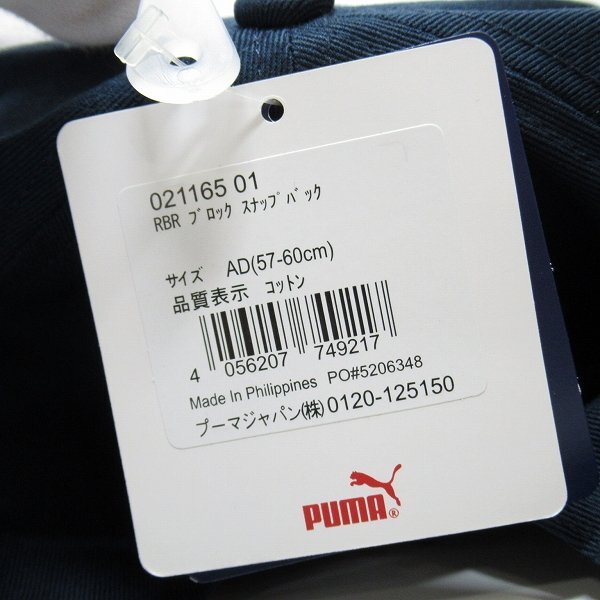 021165 01
RBR ブロック スナップバック
サイズ AD(57-60cm)
品質表示 コットン
4 056207 749217
Made In Philippines PO#5206348
プーマジャパン(株)0120-125150
PUMA®